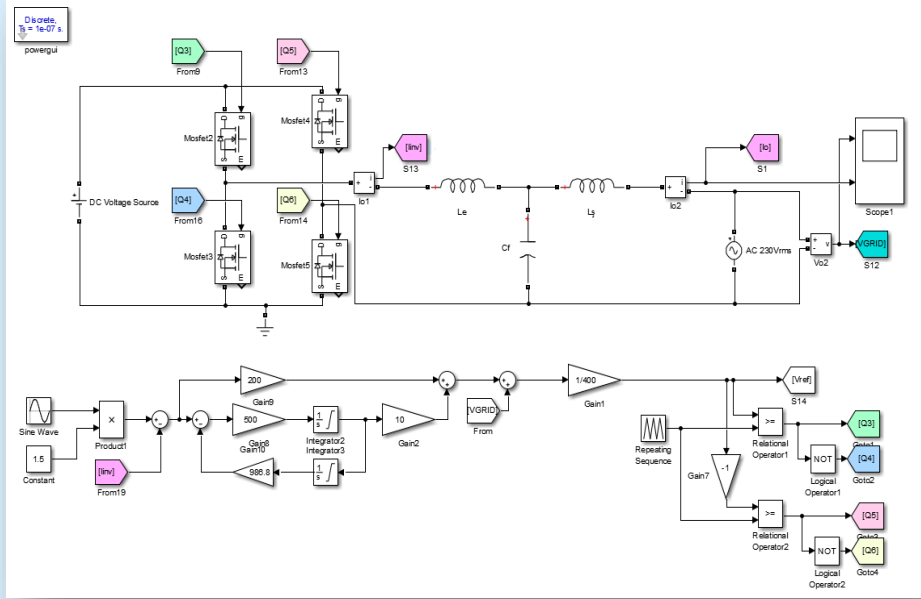 Discrete,
Ts = 1e-07 s.
powergui
[Q3]
From9
[Q5]
From13
Mosfet2
D
g
S
m
Mosfet4
D
g
S
m
[Iinv]
S13
[Io]
S1
Scope1
DC Voltage Source
[Q4]
From16
[Q6]
From14
Io1
+
-
i
Le
Ls
Io2
+
-
i
Mosfet3
D
g
S
m
Mosfet5
D
g
S
m
Cf
AC 230Vrms
+
-
v
Vo2
[VGRID]
S12
Sine Wave
1.5
Constant
×
Product1
[Iinv]
From19
200
Gain9
500
Gain8
Gain10
986.8
1
s
Integrator2
Integrator3
1
s
10
Gain2
[VGRID]
From
1/400
Gain1
[Vref]
S14
Repeating
Sequence
-1
Gain7
>=
Relational
Operator1
[Q3]
Goto1
NOT
Logical
Operator1
[Q4]
Goto2
>=
Relational
Operator2
[Q5]
Goto3
NOT
Logical
Operator2
[Q6]
Goto4